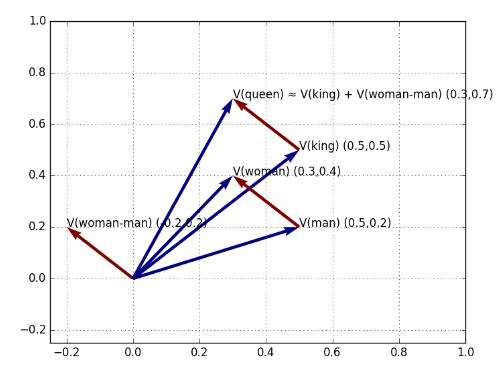 1.0
0.8
V(queen) ≈ V(king) + V(woman-man) (0.3,0.7)
0.6
V(king) (0.5,0.5)
0.4
V(woman) (0.3,0.4)
0.2
V(woman-man) (-0.2,0.2)
V(man) (0.5,0.2)
0.0
−0.2
−0.2
0.0
0.2
0.4
0.6
0.8
1.0